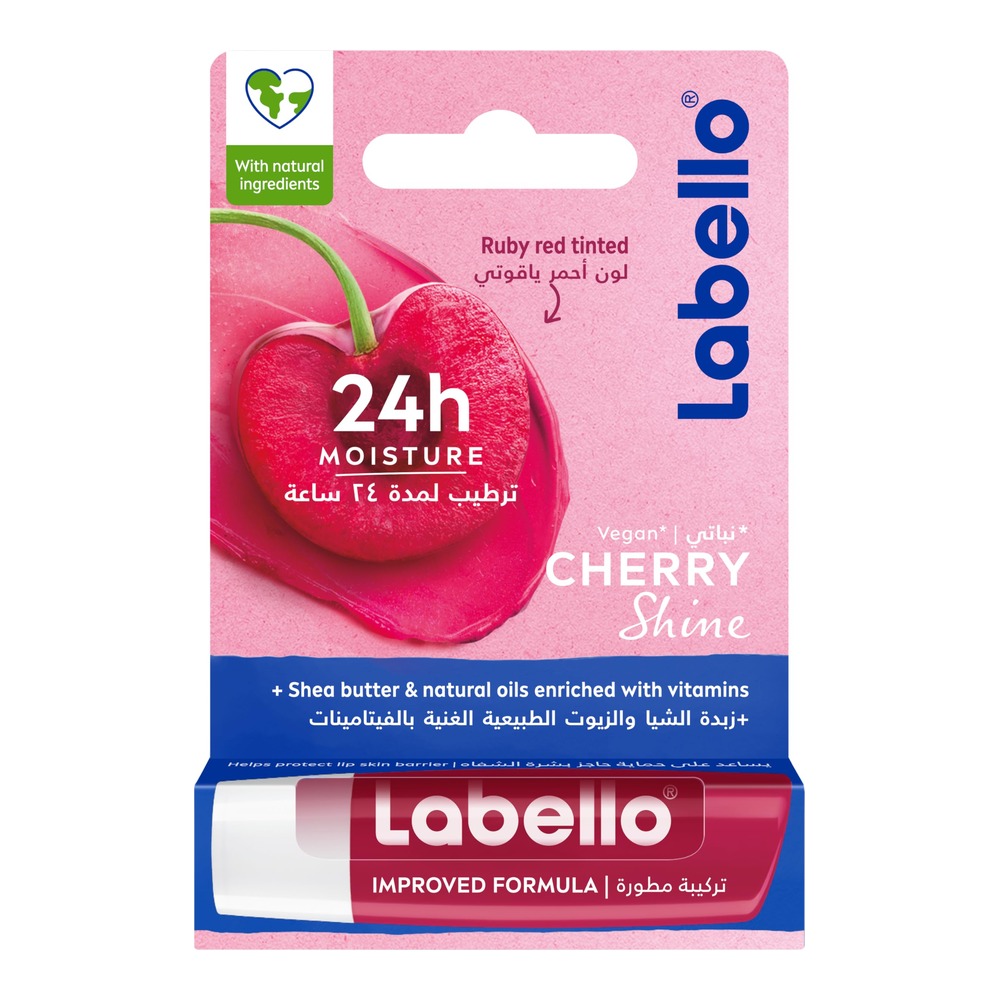 With natural
ingredients
Labello®
Ruby red tinted
لون أحمر ياقوتي
24h
MOISTURE
ترطيب لمدة ٢٤ ساعة
Vegan* | نباتي*
CHERRY
Shine
+ Shea butter & natural oils enriched with vitamins
+زبدة الشيا والزيوت الطبيعية الغنية بالفيتامينات
Helps protect lip skin barrier | يساعد على حماية حاجز بشرة الشفاه
Labello®
IMPROVED FORMULA | تركيبة مطورة